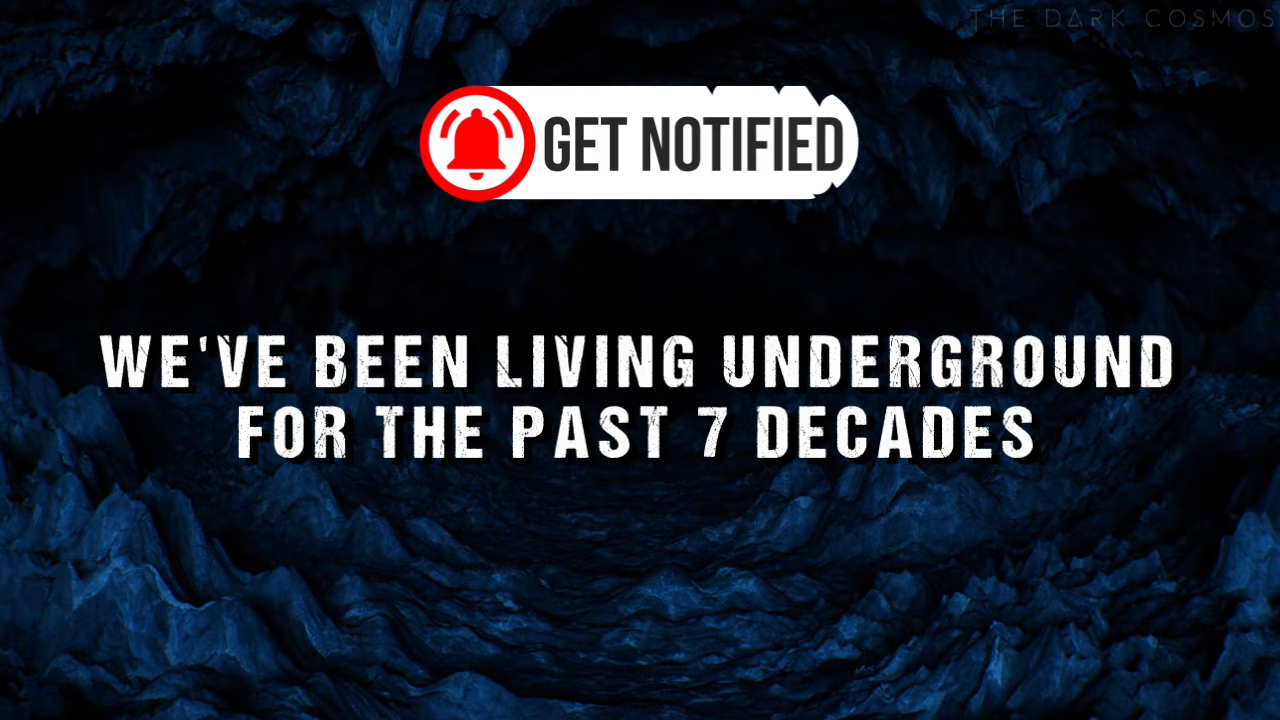 THE DARK COSMOS
GET NOTIFIED
WE'VE BEEN LIVING UNDERGROUND
FOR THE PAST 7 DECADES